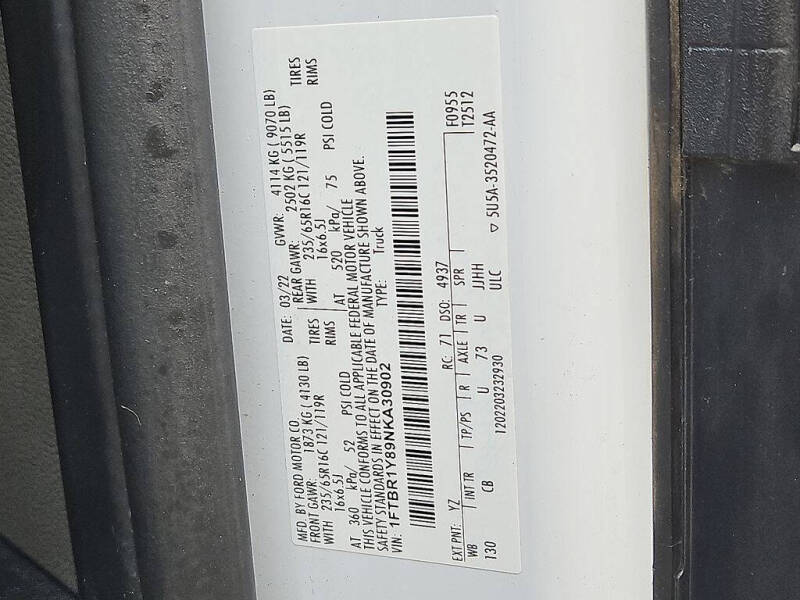 MFD. BY FORD MOTOR CO.
DATE: 03/22 GVWR: 4114 KG ( 9070 LB)
FRONT GAWR: 1873 KG ( 4130 LB)
REAR GAWR: 2502 KG ( 5515 LB)
WITH 235/65R16C 121/119R TIRES
WITH 235/65R16C 121/119R TIRES
16x6.5J RIMS
16x6.5J RIMS
AT 360 kPa/ 52 PSI COLD
AT 520 kPa/ 75 PSI COLD
THIS VEHICLE CONFORMS TO ALL APPLICABLE FEDERAL MOTOR VEHICLE
SAFETY STANDARDS IN EFFECT ON THE DATE OF MANUFACTURE SHOWN ABOVE.
VIN: 1FTBR1Y89NKA30902 TYPE: Truck
F0955
EXT PNT: YZ RC: 71 DSO: 4937 T2512
WB INT TR TP/PS R AXLE TR SPR
130 CB U 73 U JJHH
1202203232930 ULC ▽ 5U5A-3520472-AA